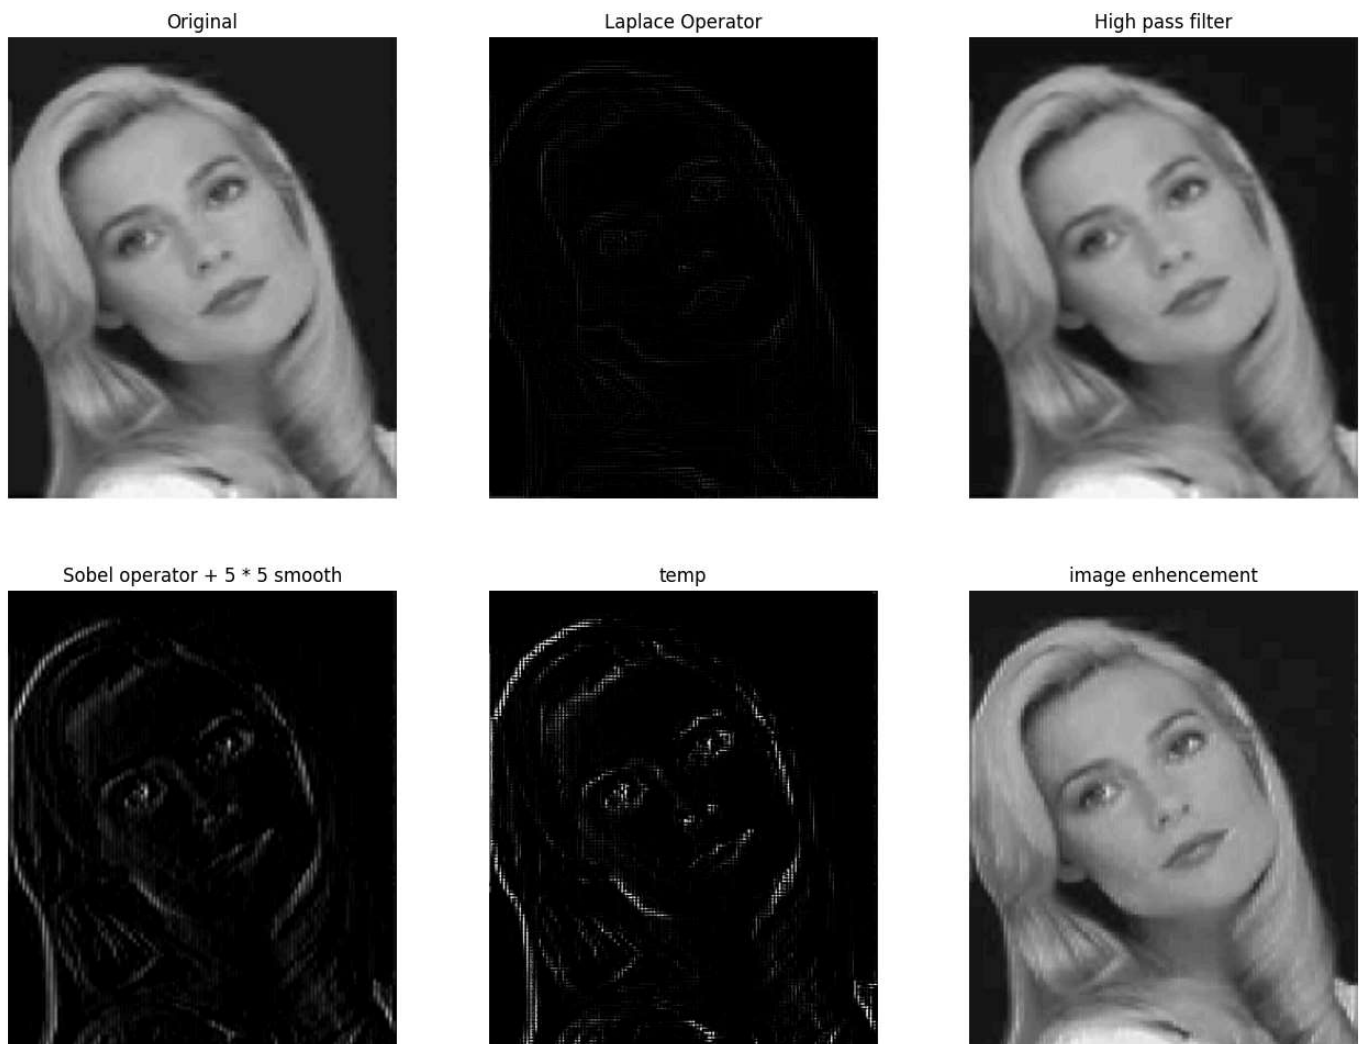 Original
Laplace Operator
High pass filter
Sobel operator + 5 * 5 smooth
temp
image enhencement